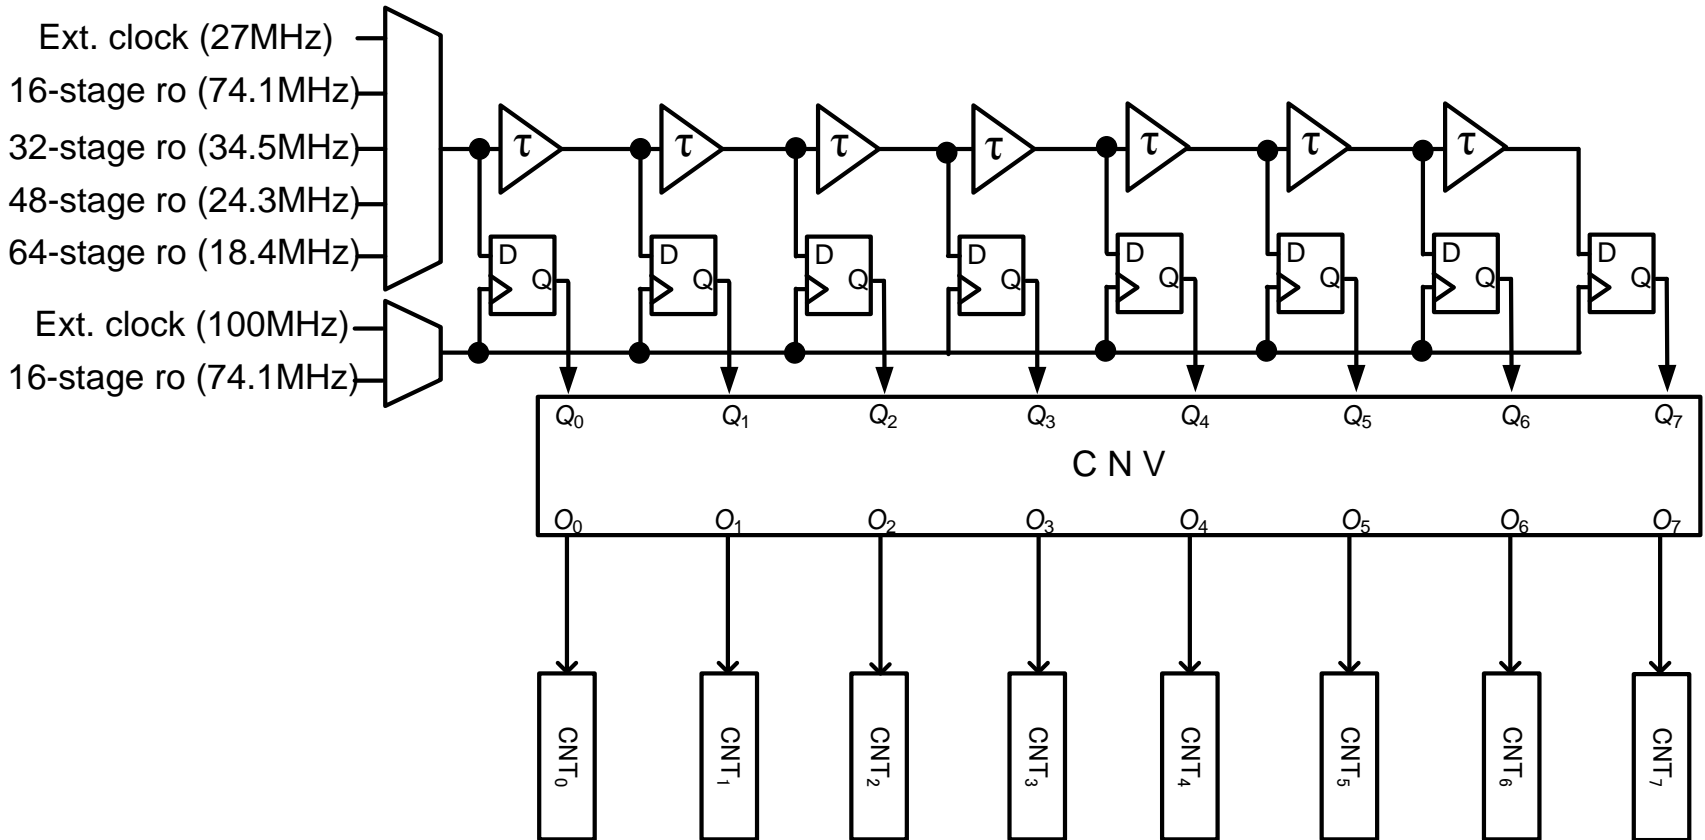 Ext. clock (27MHz)
16-stage ro (74.1MHz)
32-stage ro (34.5MHz)
48-stage ro (24.3MHz)
64-stage ro (18.4MHz)
Ext. clock (100MHz)
16-stage ro (74.1MHz)
τ τ τ τ τ τ τ
D D D D D D D D
Q Q Q Q Q Q Q Q
Q0 Q1 Q2 Q3 Q4 Q5 Q6 Q7
C N V
O0 O1 O2 O3 O4 O5 O6 O7
CNT0 CNT1 CNT2 CNT3 CNT4 CNT5 CNT6 CNT7